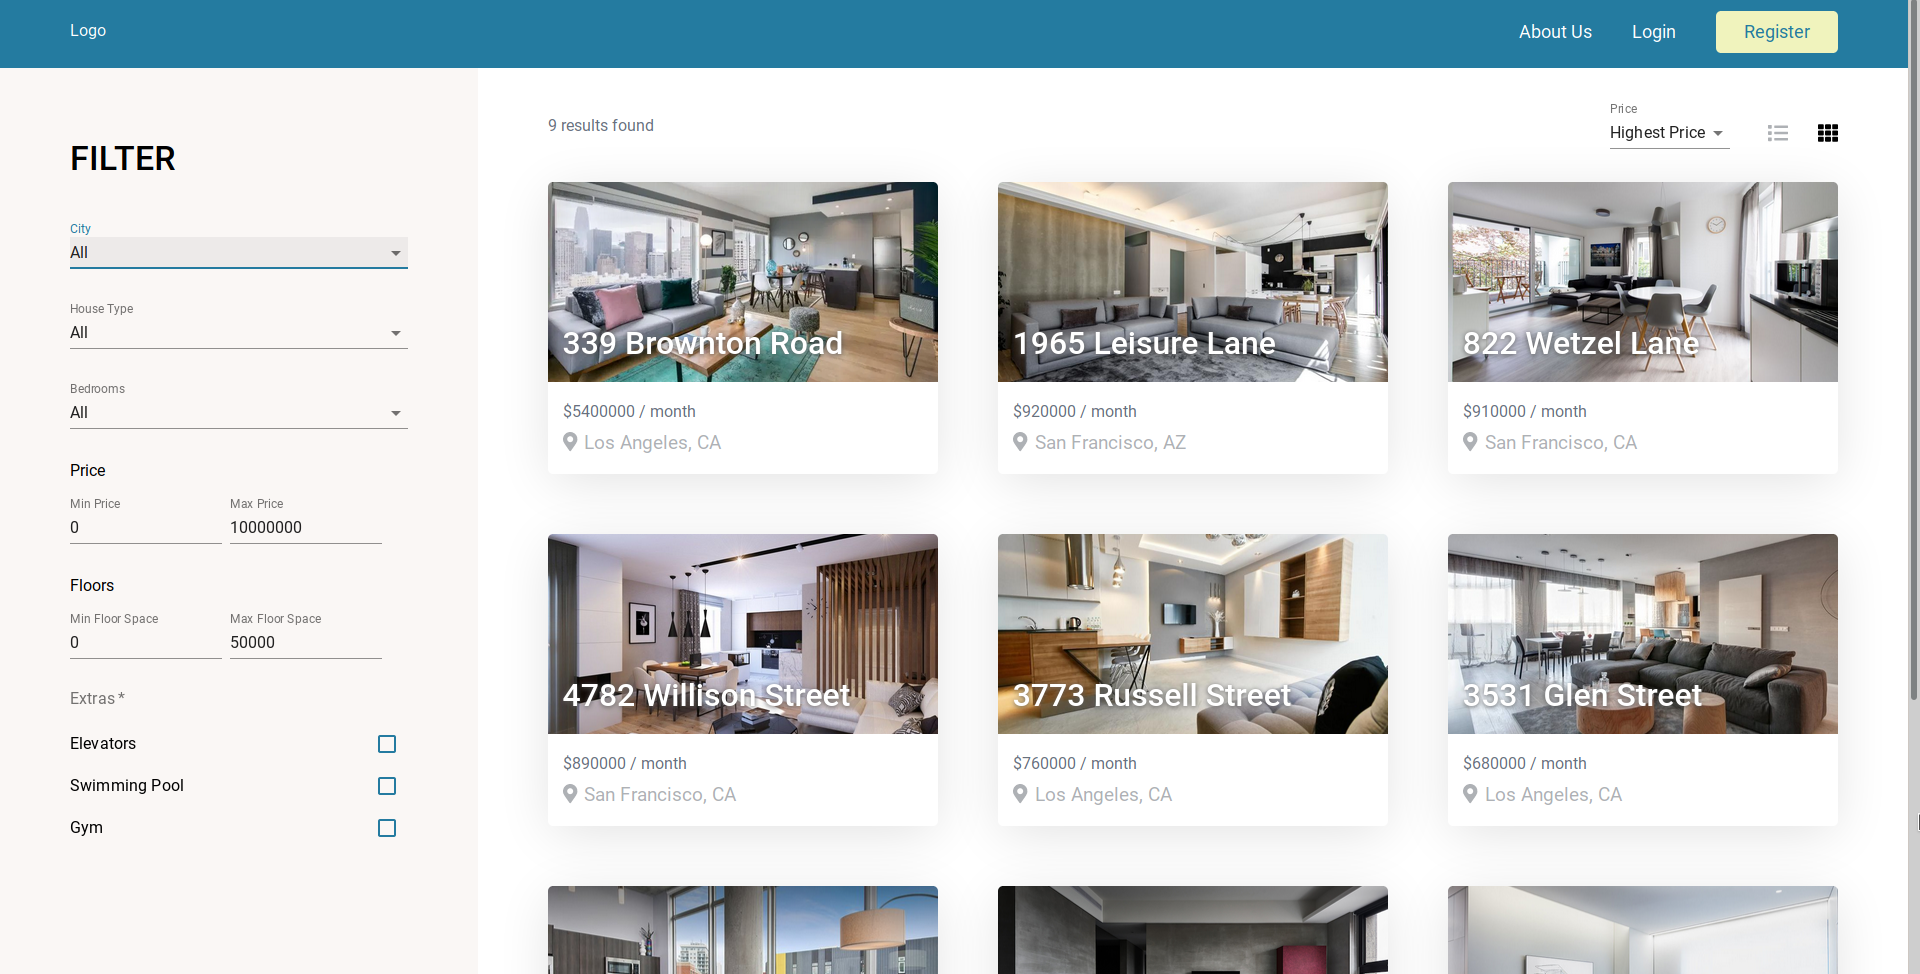 Logo
About Us
Login
Register
FILTER
City
All
House Type
All
Bedrooms
All
Price
Min Price
Max Price
0
10000000
Floors
Min Floor Space
Max Floor Space
0
50000
Extras *
Elevators
Swimming Pool
Gym
9 results found
Price
Highest Price
339 Brownton Road
$5400000 / month
Los Angeles, CA
1965 Leisure Lane
$920000 / month
San Francisco, AZ
822 Wetzel Lane
$910000 / month
San Francisco, CA
4782 Willison Street
$890000 / month
San Francisco, CA
3773 Russell Street
$760000 / month
Los Angeles, CA
3531 Glen Street
$680000 / month
Los Angeles, CA